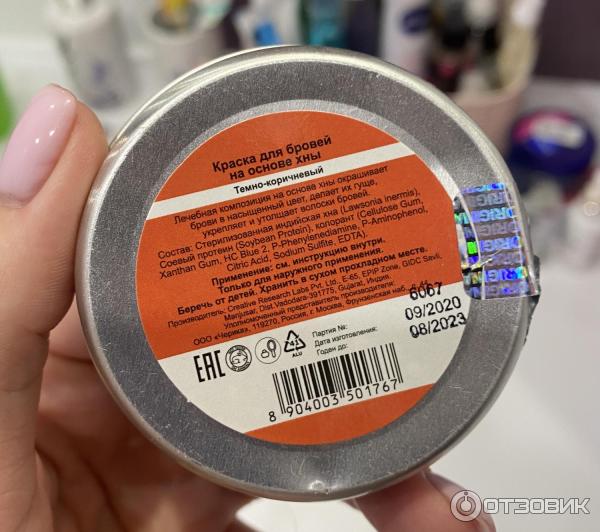 Краска для бровей
на основе хны
Темно-коричневый
Лечебная композиция на основе хны окрашивает
брови в насыщенный цвет, делает их гуще,
укрепляет и утолщает волоски бровей.
Состав: Стерилизованная индийская хна (Lawsonia inermis),
Соевый протеин (Soybean Protein), колорант (Cellulose Gum,
Xanthan Gum, HC Blue 2, P-Phenylenediamine, P-Aminophenol,
Citric Acid, Sodium Sulfite, EDTA).
Применение: см. инструкцию внутри.
Только для наружного применения.
Беречь от детей. Хранить в сухом прохладном месте.
Производитель: Creative Research Labs Pvt. Ltd., E-65, EPIP Zone, GIDC Savli,
Manjusar, Dist. Vadodara-391775, Gujarat, Индия.
Уполномоченный представитель производителя:
ООО «Черика», 119270, Россия, г. Москва, Фрунзенская наб.
Партия №: 6067
Дата изготовления: 09/2020
Годен до: 08/2023
EAC
41
ALU
8 904003 501767
ORIGIN
ОТЗОВИК